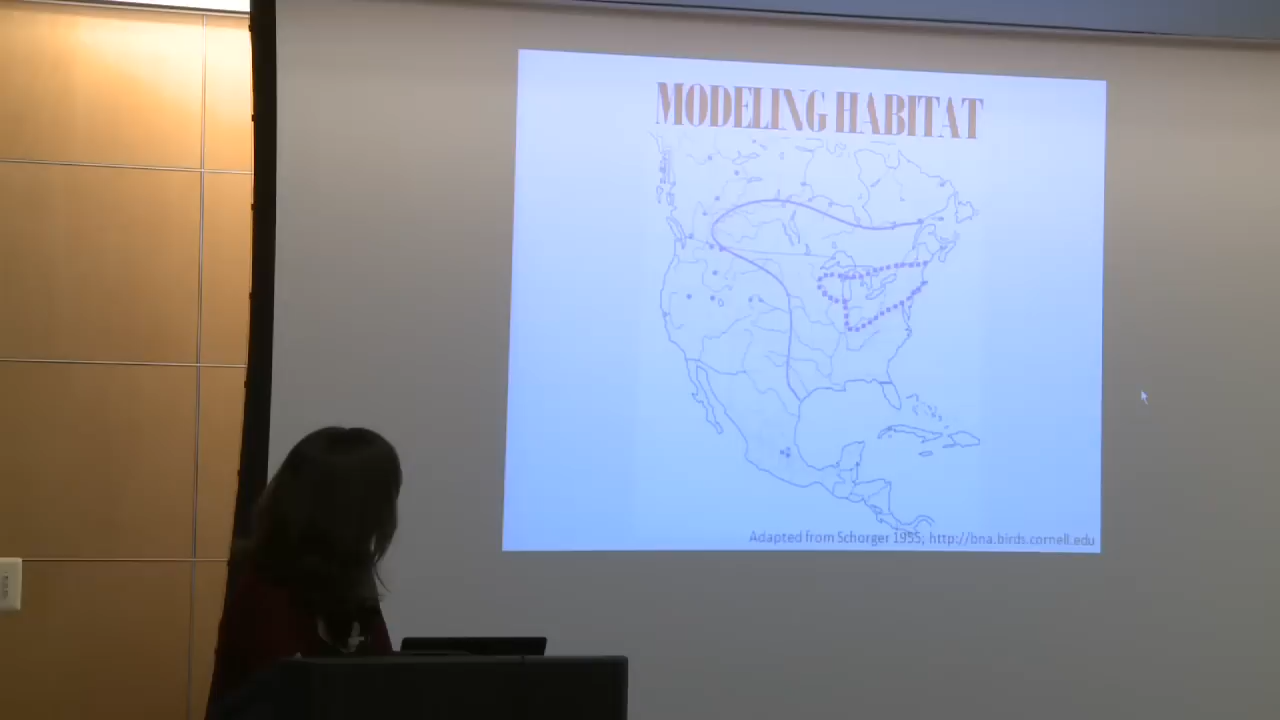 MODELING HABITAT
Adapted from Schorger 1955, http://bna.birds.cornell.edu